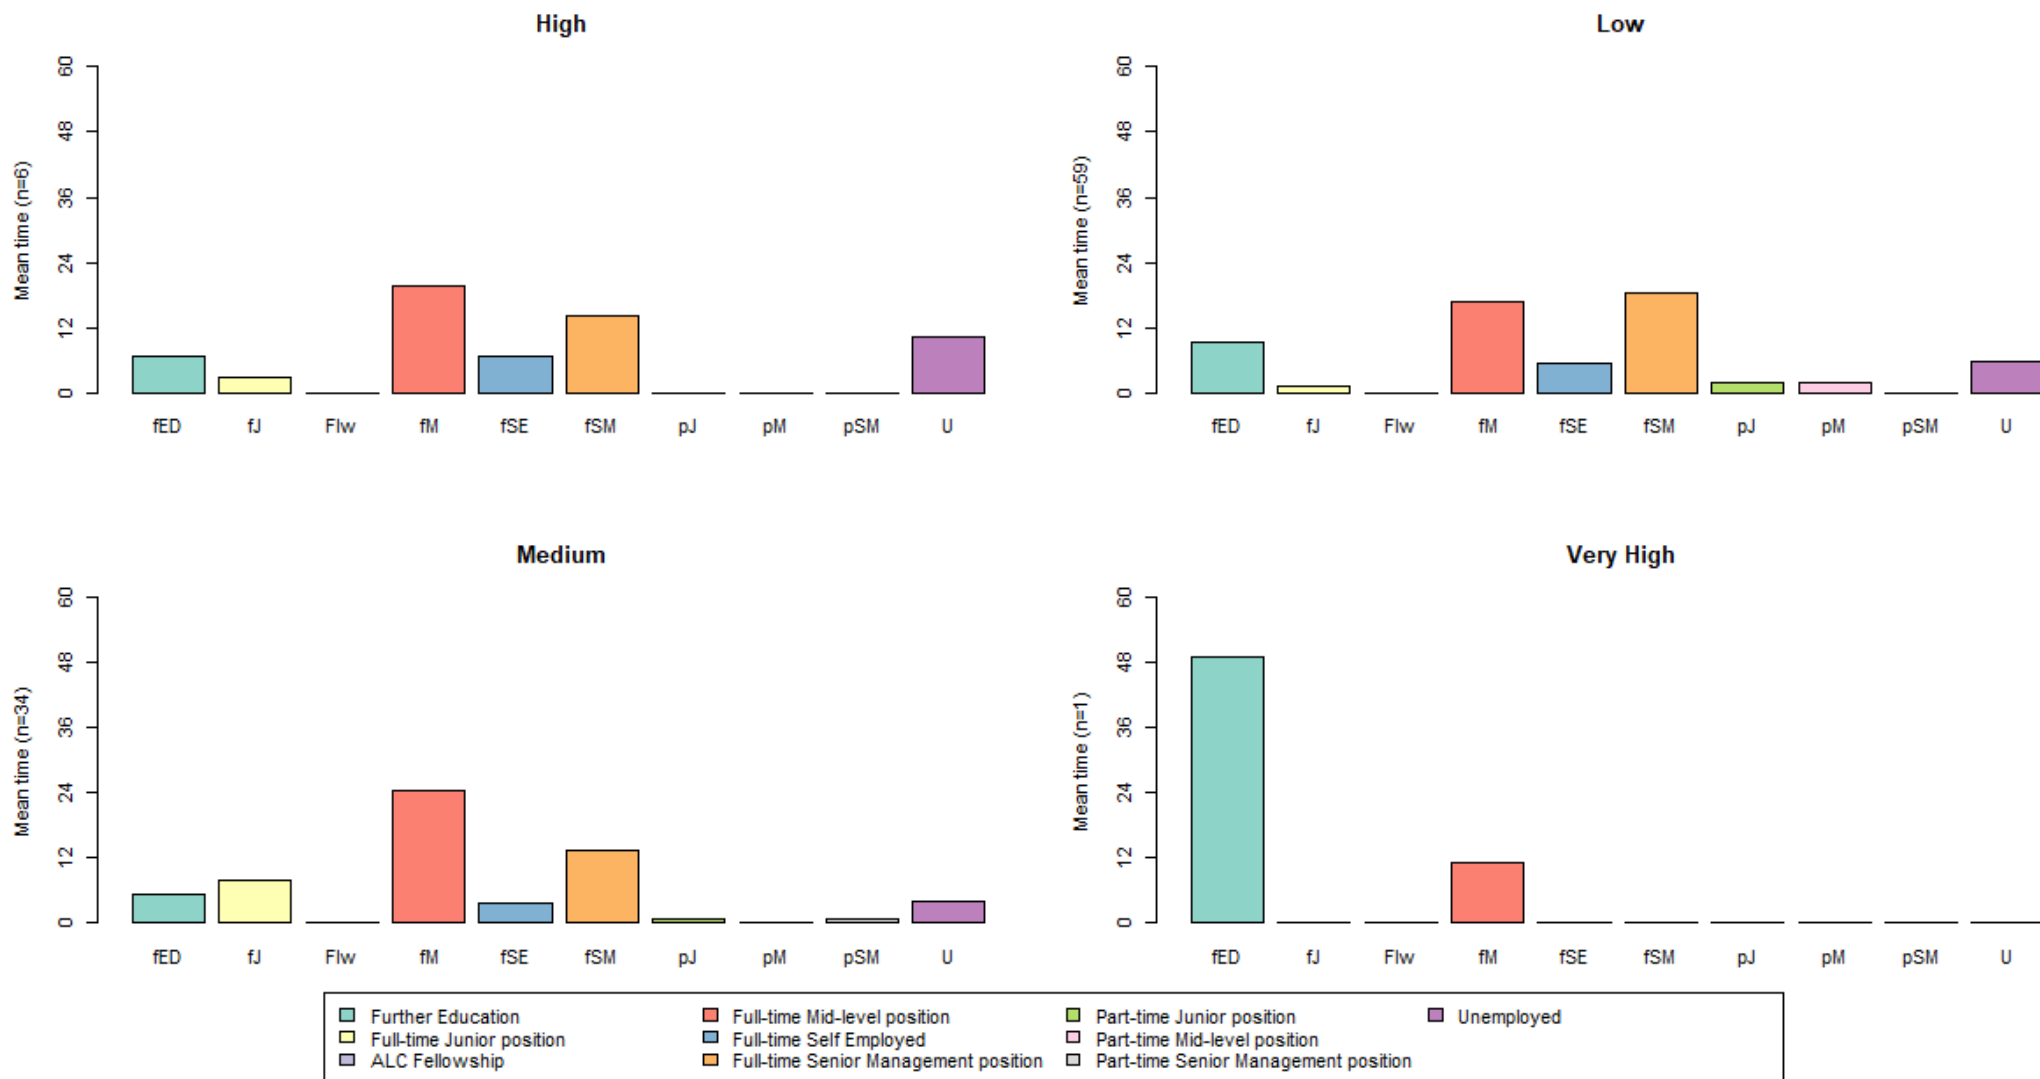 High
60
48
36
24
12
0
Mean time (n=6)
fED fJ Flw fM fSE fSM pJ pM pSM U
Low
60
48
36
24
12
0
Mean time (n=59)
fED fJ Flw fM fSE fSM pJ pM pSM U
Medium
60
48
36
24
12
0
Mean time (n=34)
fED fJ Flw fM fSE fSM pJ pM pSM U
Very High
60
48
36
24
12
0
Mean time (n=1)
fED fJ Flw fM fSE fSM pJ pM pSM U
Further Education
Full-time Junior position
ALC Fellowship
Full-time Mid-level position
Full-time Self Employed
Full-time Senior Management position
Part-time Junior position
Part-time Mid-level position
Part-time Senior Management position
Unemployed